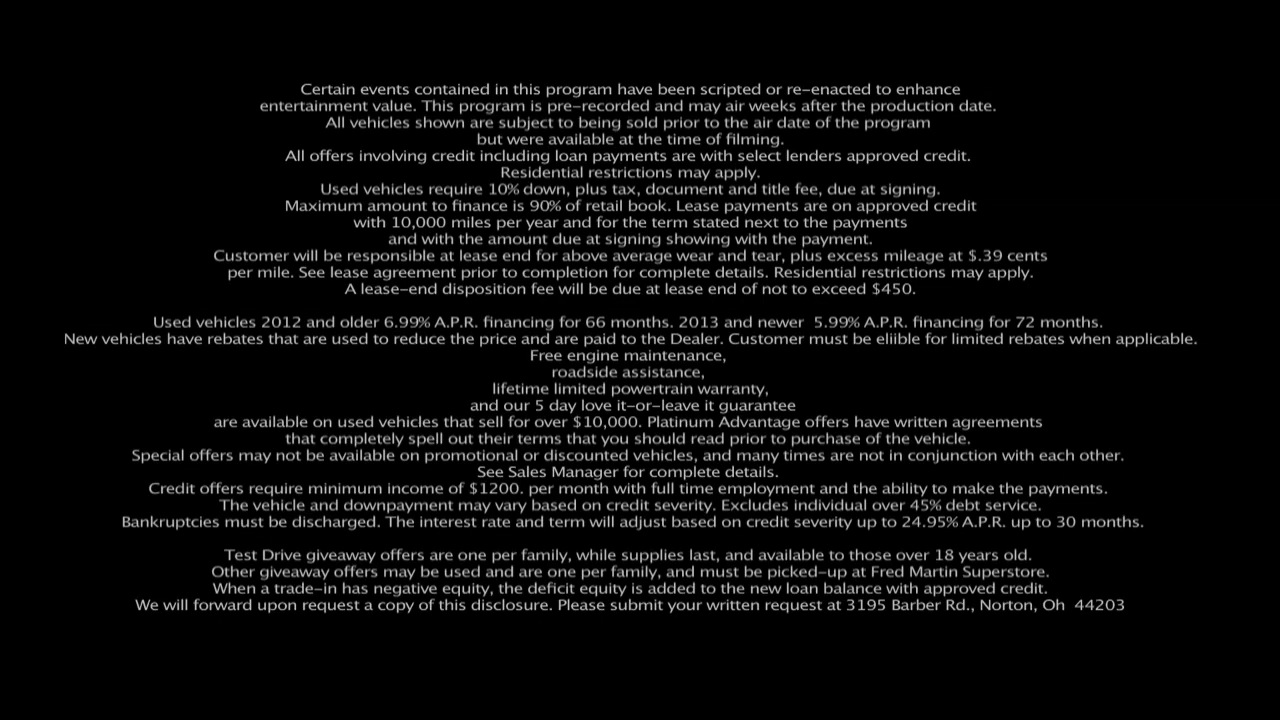 Certain events contained in this program have been scripted or re-enacted to enhance
entertainment value. This program is pre-recorded and may air weeks after the production date.
All vehicles shown are subject to being sold prior to the air date of the program
but were available at the time of filming.
All offers involving credit including loan payments are with select lenders approved credit.
Residential restrictions may apply.
Used vehicles require 10% down, plus tax, document and title fee, due at signing.
Maximum amount to finance is 90% of retail book. Lease payments are on approved credit
with 10,000 miles per year and for the term stated next to the payments
and with the amount due at signing showing with the payment.
Customer will be responsible at lease end for above average wear and tear, plus excess mileage at $.39 cents
per mile. See lease agreement prior to completion for complete details. Residential restrictions may apply.
A lease-end disposition fee will be due at lease end of not to exceed $450.
Used vehicles 2012 and older 6.99% A.P.R. financing for 66 months. 2013 and newer  5.99% A.P.R. financing for 72 months.
New vehicles have rebates that are used to reduce the price and are paid to the Dealer. Customer must be eliible for limited rebates when applicable.
Free engine maintenance,
roadside assistance,
lifetime limited powertrain warranty,
and our 5 day love it-or-leave it guarantee
are available on used vehicles that sell for over $10,000. Platinum Advantage offers have written agreements
that completely spell out their terms that you should read prior to purchase of the vehicle.
Special offers may not be available on promotional or discounted vehicles, and many times are not in conjunction with each other.
See Sales Manager for complete details.
Credit offers require minimum income of $1200. per month with full time employment and the ability to make the payments.
The vehicle and downpayment may vary based on credit severity. Excludes individual over 45% debt service.
Bankruptcies must be discharged. The interest rate and term will adjust based on credit severity up to 24.95% A.P.R. up to 30 months.
Test Drive giveaway offers are one per family, while supplies last, and available to those over 18 years old.
Other giveaway offers may be used and are one per family, and must be picked-up at Fred Martin Superstore.
When a trade-in has negative equity, the deficit equity is added to the new loan balance with approved credit.
We will forward upon request a copy of this disclosure. Please submit your written request at 3195 Barber Rd., Norton, Oh  44203